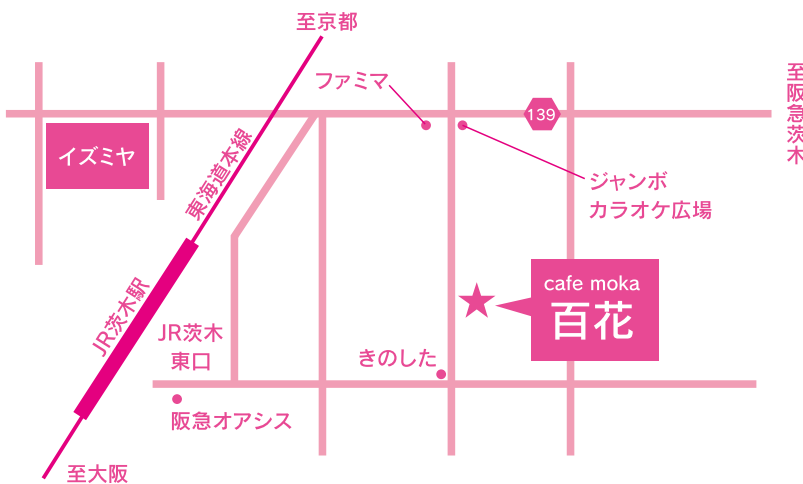 至京都
ファミマ
139
至阪急茨木
イズミヤ
東海道本線
ジャンボ
カラオケ広場
cafe moka
百花
JR茨木駅
JR茨木
東口
きのした
阪急オアシス
至大阪